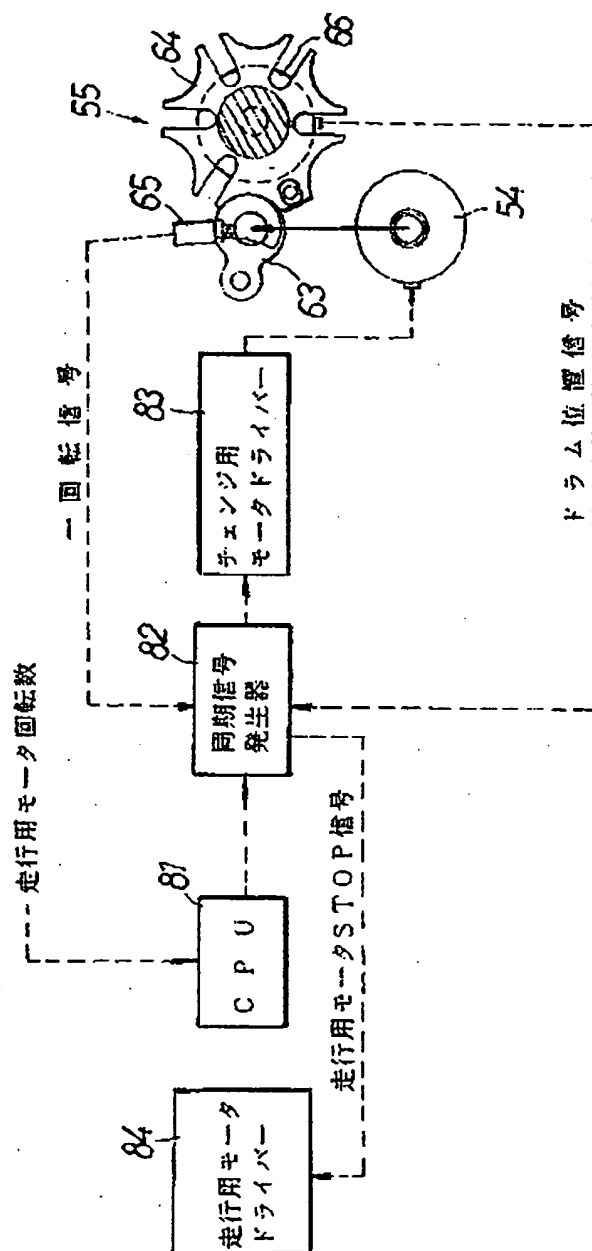 走行用モータ回転数
一回転信号
55
64
66
65
63
54
83
チェンジ用
モータドライバー
82
同期信号
発生器
81
CPU
84
走行用モータ
ドライバー
走行用モータSTOP信号
ドラム位置信号